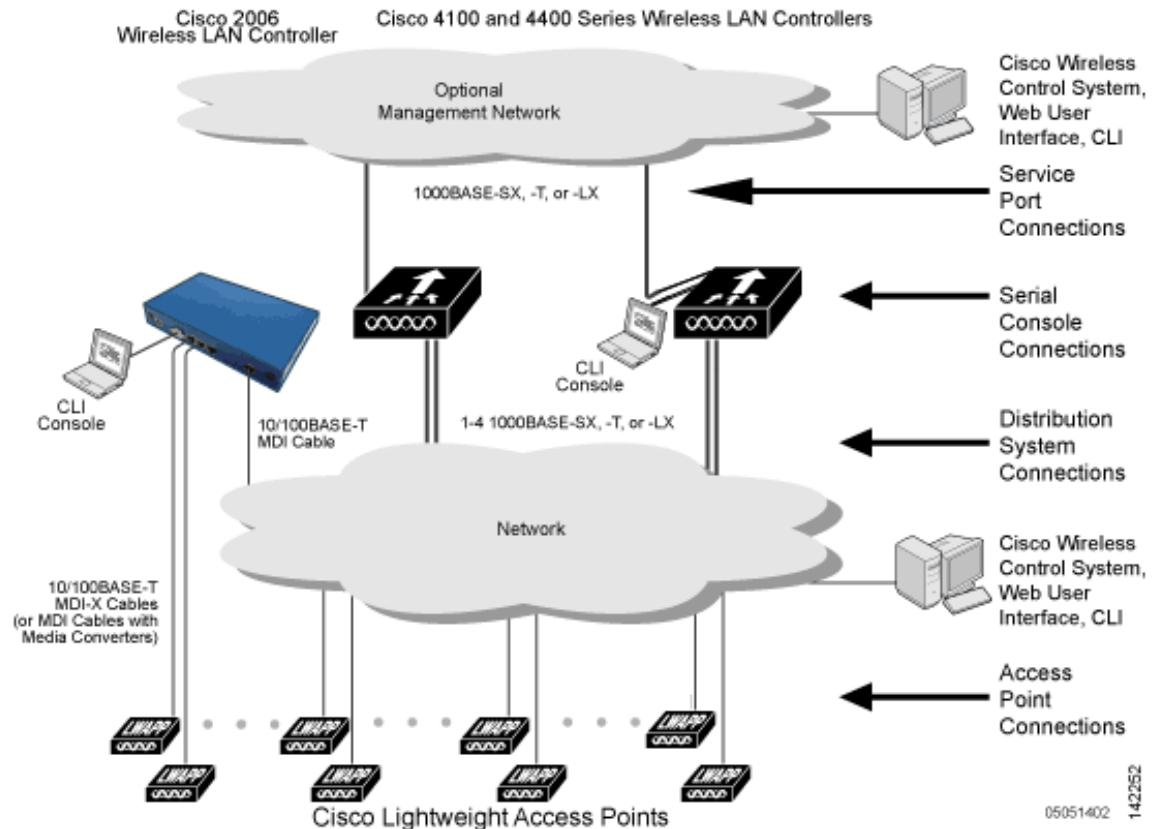 Cisco 2006
Wireless LAN Controller
Cisco 4100 and 4400 Series Wireless LAN Controllers
Optional
Management Network
Cisco Wireless
Control System,
Web User
Interface, CLI
1000BASE-SX, -T, or -LX
Service
Port
Connections
Serial
Console
Connections
CLI
Console
CLI
Console
10/100BASE-T
MDI Cable
1-4 1000BASE-SX, -T, or -LX
Distribution
System
Connections
Network
Cisco Wireless
Control System,
Web User
Interface, CLI
10/100BASE-T
MDI-X Cables
(or MDI Cables with
Media Converters)
Access
Point
Connections
LWAPP
LWAPP
LWAPP
LWAPP
LWAPP
LWAPP
LWAPP
LWAPP
Cisco Lightweight Access Points
05051402
142252